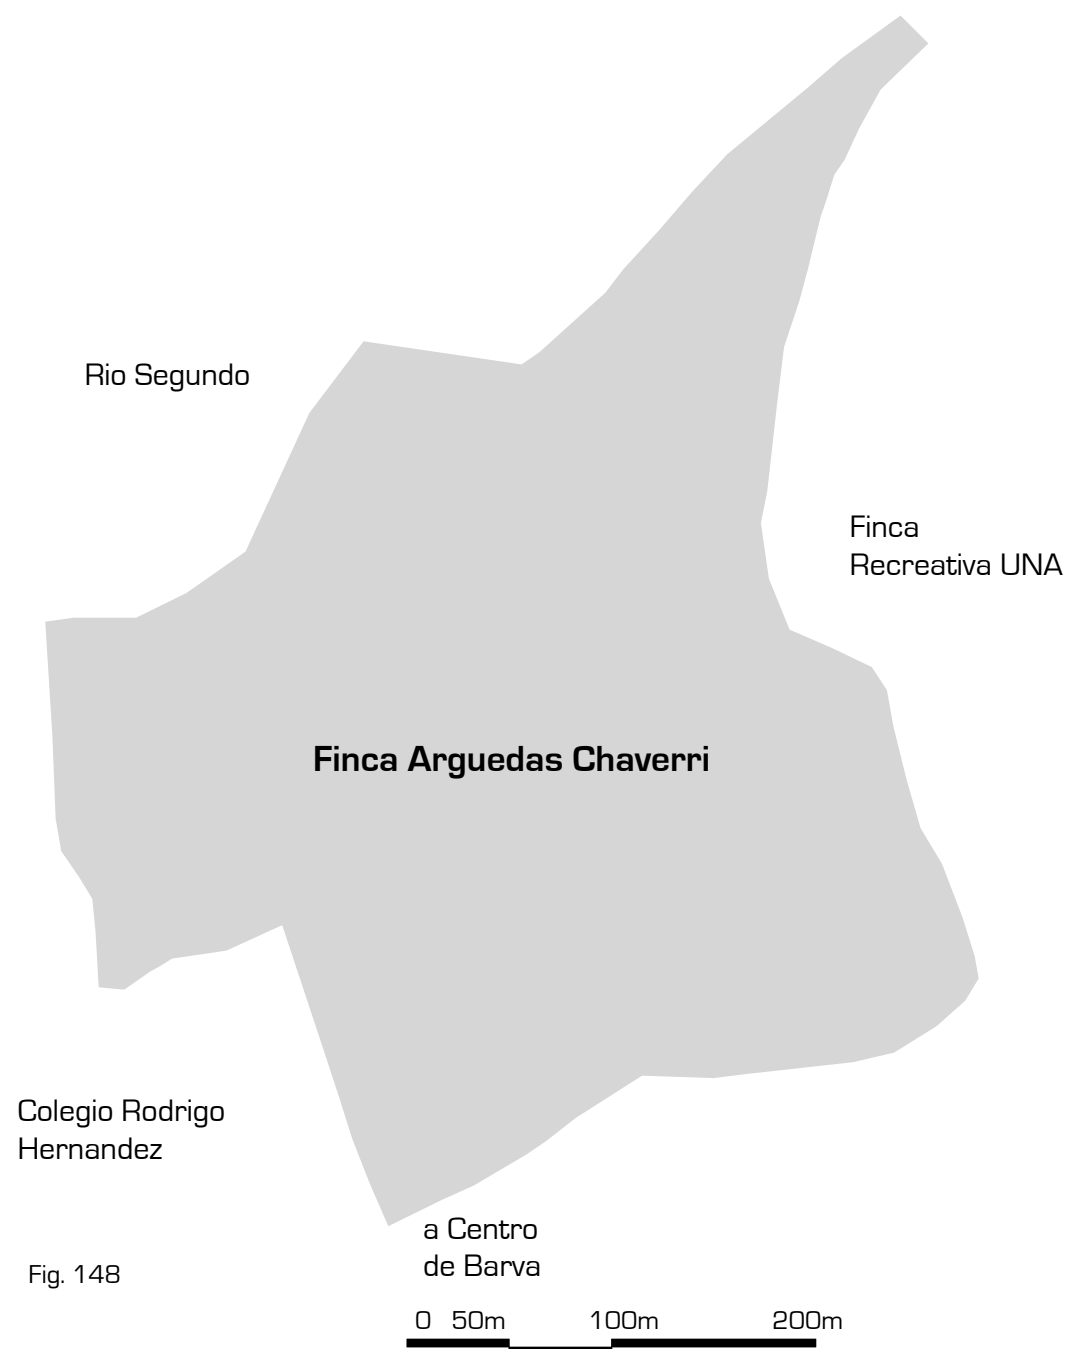 Rio Segundo
Finca
Recreativa UNA
Finca Arguedas Chaverri
Colegio Rodrigo
Hernandez
a Centro
de Barva
Fig. 148
0 50m 100m 200m